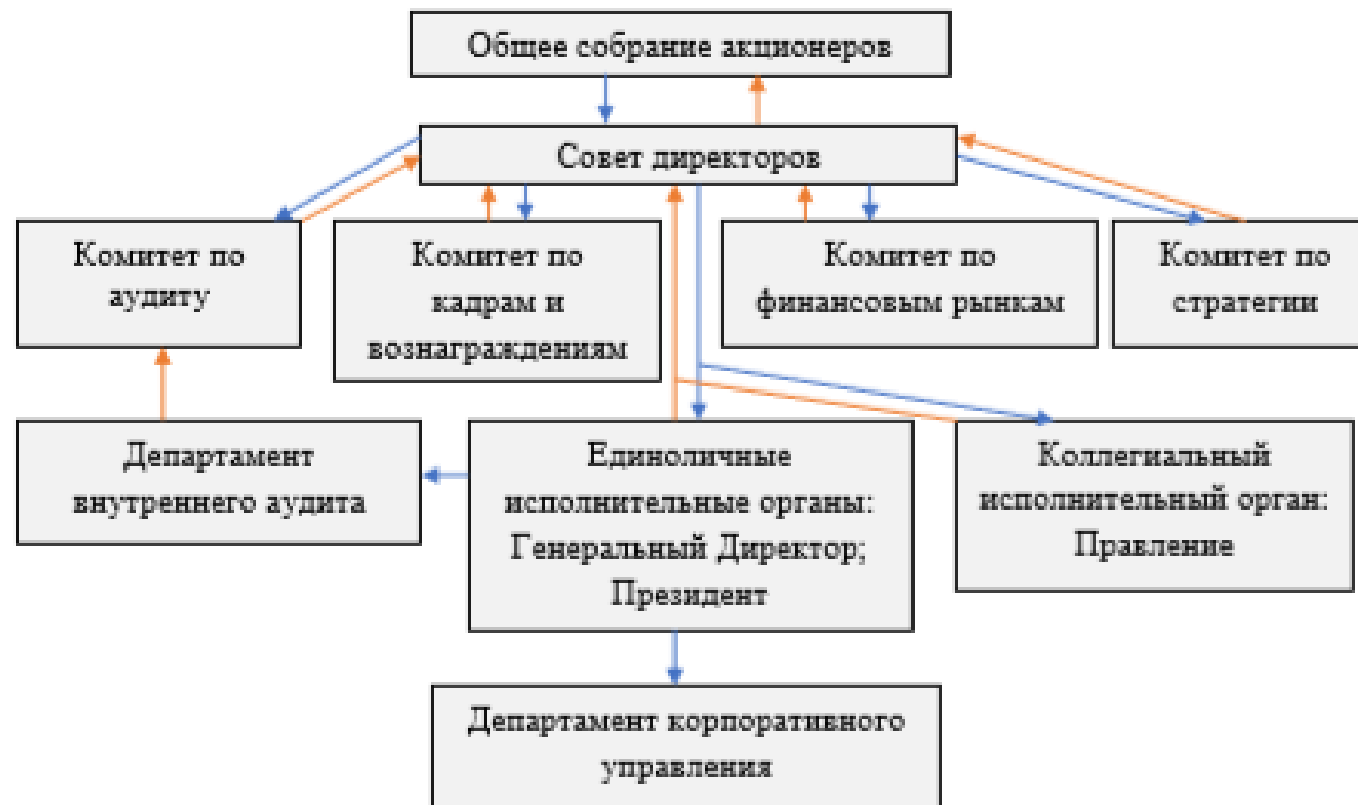 Общее собрание акционеров
Совет директоров
Комитет по
аудиту
Комитет по
кадрам и
вознаграждениям
Комитет по
финансовым рынкам
Комитет по
стратегии
Департамент
внутреннего аудита
Единоличные
исполнительные органы:
Генеральный Директор;
Президент
Коллегиальный
исполнительный орган:
Правление
Департамент корпоративного
управления